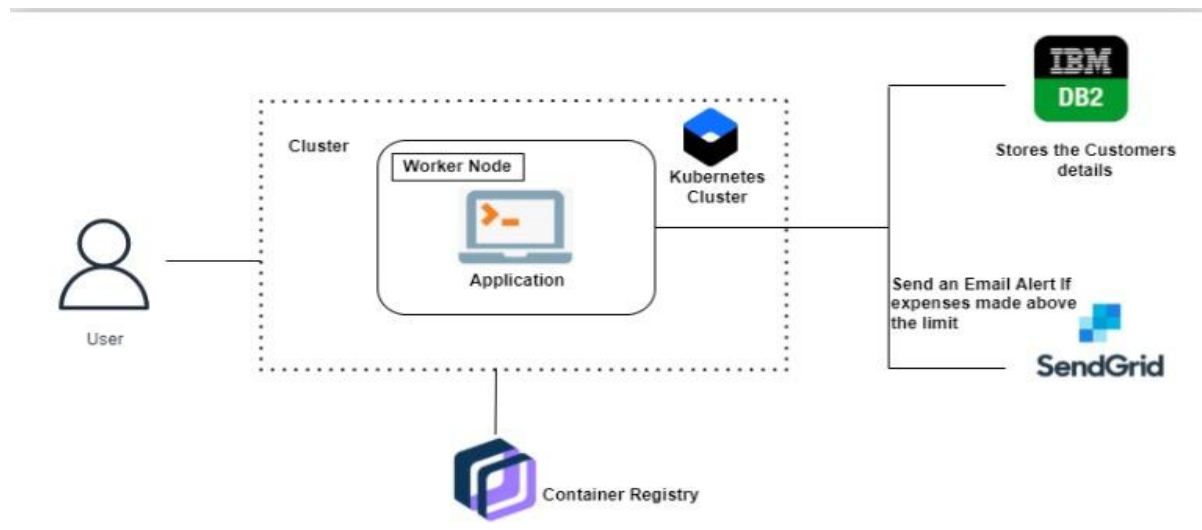 IBM
DB2
Stores the Customers
details
Cluster
Worker Node
Kubernetes
Cluster
Application
User
Send an Email Alert If
expenses made above
the limit
SendGrid
Container Registry